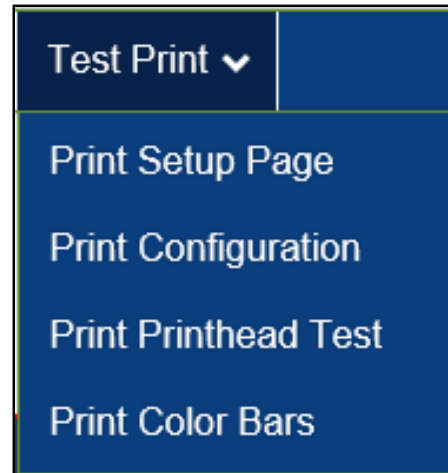 Test Print
Print Setup Page
Print Configuration
Print Printhead Test
Print Color Bars